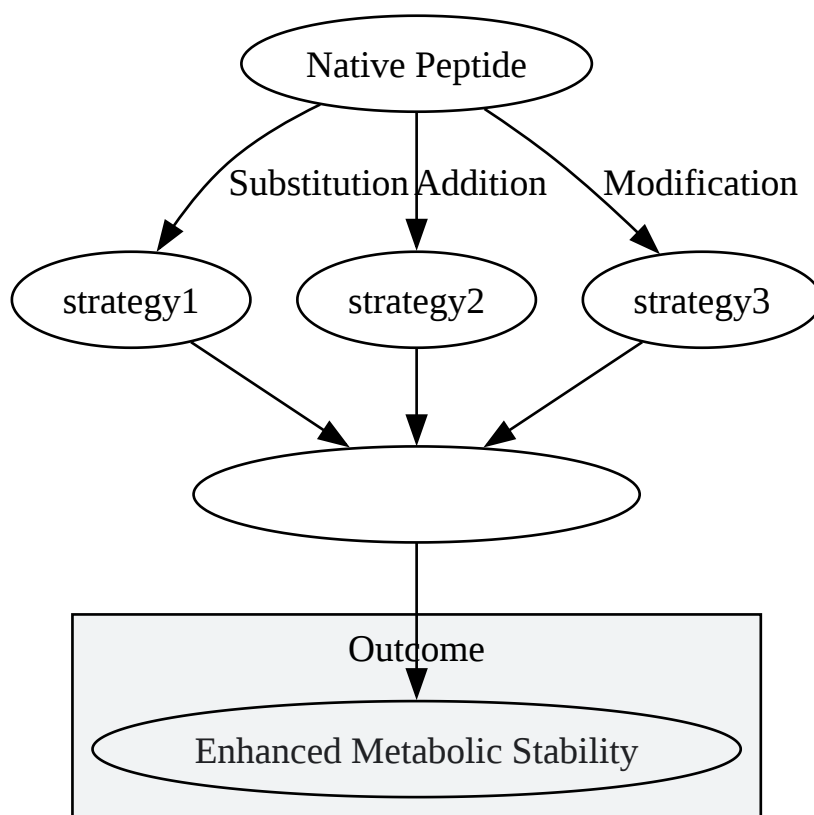 Native Peptide
Substitution Addition Modification
strategy1 strategy2 strategy3
Outcome
Enhanced Metabolic Stability